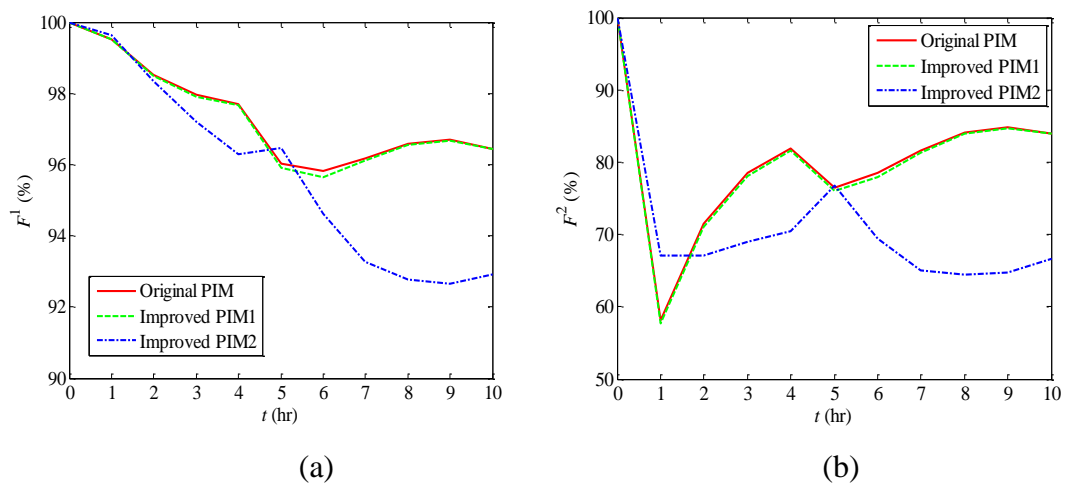 100
98
96
94
92
90
F¹ (%)
Original PIM
Improved PIM1
Improved PIM2
0 1 2 3 4 5 6 7 8 9 10
t (hr)
(a)
100
90
80
70
60
50
F² (%)
Original PIM
Improved PIM1
Improved PIM2
0 1 2 3 4 5 6 7 8 9 10
t (hr)
(b)